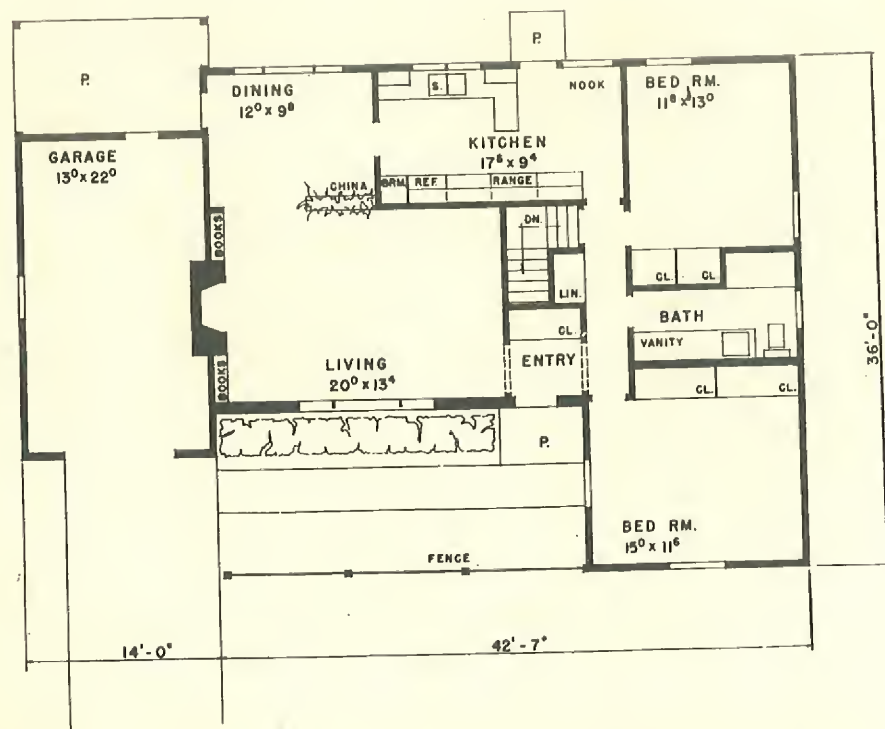 P.
P.
DINING
12⁰ x 9⁸
S.
NOOK
BED RM.
11⁸ x 13⁰
KITCHEN
17⁶ x 9⁴
GARAGE
13⁰ x 22⁰
CHINA
BRM.
REF.
RANGE
BOOKS
DN.
LIN.
CL.
CL.
BATH
VANITY
CL.
ENTRY
LIVING
20⁰ x 13⁴
BOOKS
CL.
CL.
P.
BED RM.
15⁰ x 11⁶
FENCE
36'-0"
14'-0"
42'-7"